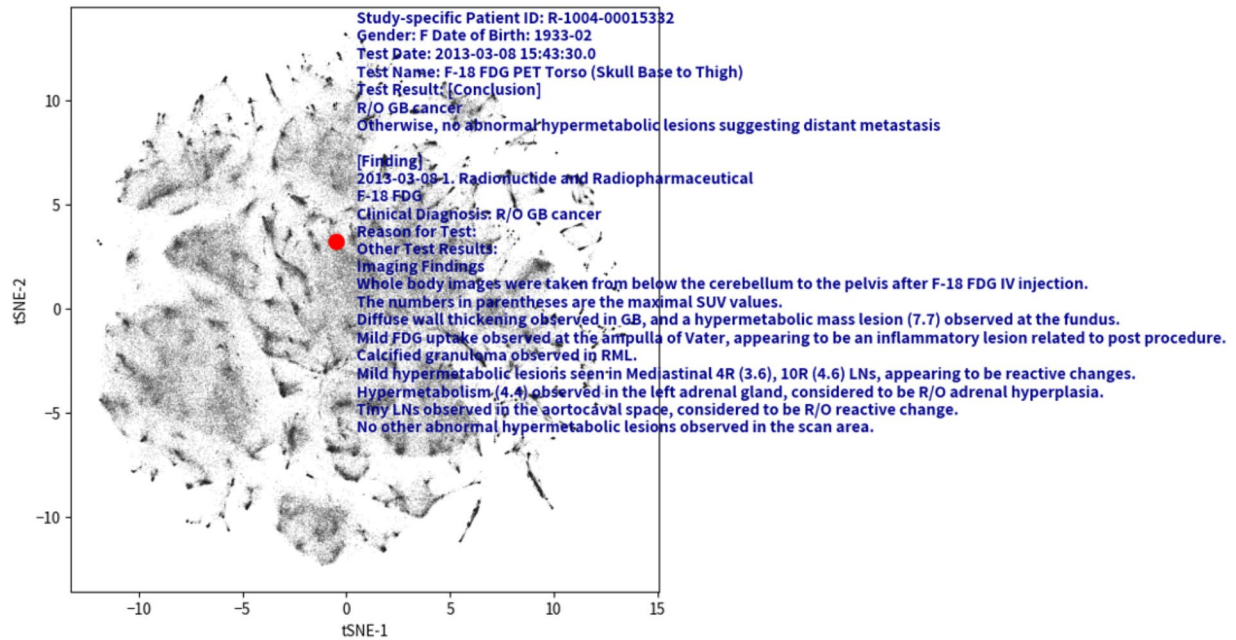 Study-specific Patient ID: R-1004-00015332
Gender: F Date of Birth: 1933-02
Test Date: 2013-03-08 15:43:30.0
Test Name: F-18 FDG PET Torso (Skull Base to Thigh)
Test Result: [Conclusion]
R/O GB cancer
Otherwise, no abnormal hypermetabolic lesions suggesting distant metastasis
[Finding]
2013-03-08 1. Radionuclide and Radiopharmaceutical
F-18 FDG
Clinical Diagnosis: R/O GB cancer
Reason for Test:
Other Test Results:
Imaging Findings
Whole body images were taken from below the cerebellum to the pelvis after F-18 FDG IV injection.
The numbers in parentheses are the maximal SUV values.
Diffuse wall thickening observed in GB, and a hypermetabolic mass lesion (7.7) observed at the fundus.
Mild FDG uptake observed at the ampulla of Vater, appearing to be an inflammatory lesion related to post procedure.
Calcified granuloma observed in RML.
Mild hypermetabolic lesions seen in Mediastinal 4R (3.6), 10R (4.6) LNs, appearing to be reactive changes.
Hypermetabolism (4.4) observed in the left adrenal gland, considered to be R/O adrenal hyperplasia.
Tiny LNs observed in the aortocaval space, considered to be R/O reactive change.
No other abnormal hypermetabolic lesions observed in the scan area.
10
5
0
−5
−10
tSNE-2
−10 −5 0 5 10 15
tSNE-1